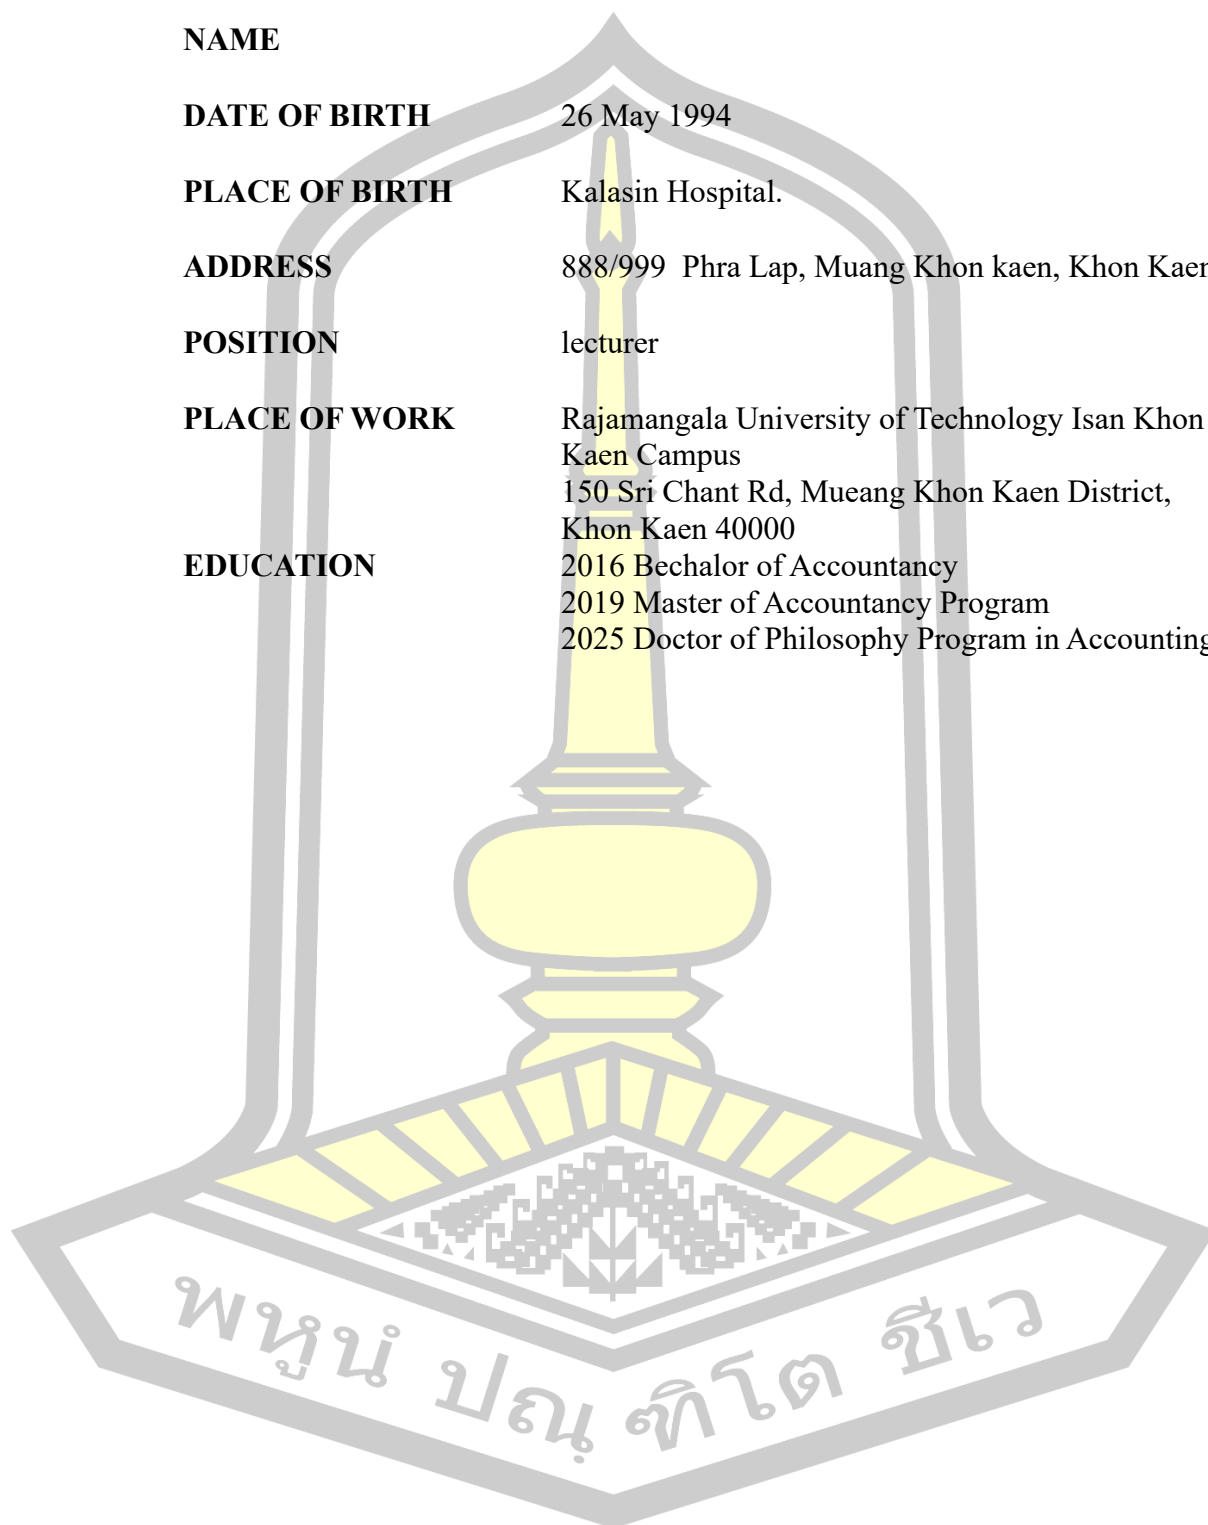 NAME
DATE OF BIRTH 26 May 1994
PLACE OF BIRTH Kalasin Hospital.
ADDRESS 888/999 Phra Lap, Muang Khon kaen, Khon Kaen
POSITION lecturer
PLACE OF WORK Rajamangala University of Technology Isan Khon
Kaen Campus
150 Sri Chant Rd, Mueang Khon Kaen District,
Khon Kaen 40000
EDUCATION 2016 Bechalor of Accountancy
2019 Master of Accountancy Program
2025 Doctor of Philosophy Program in Accounting
พหูนํ ปณฺ ฑิโต ชีเว